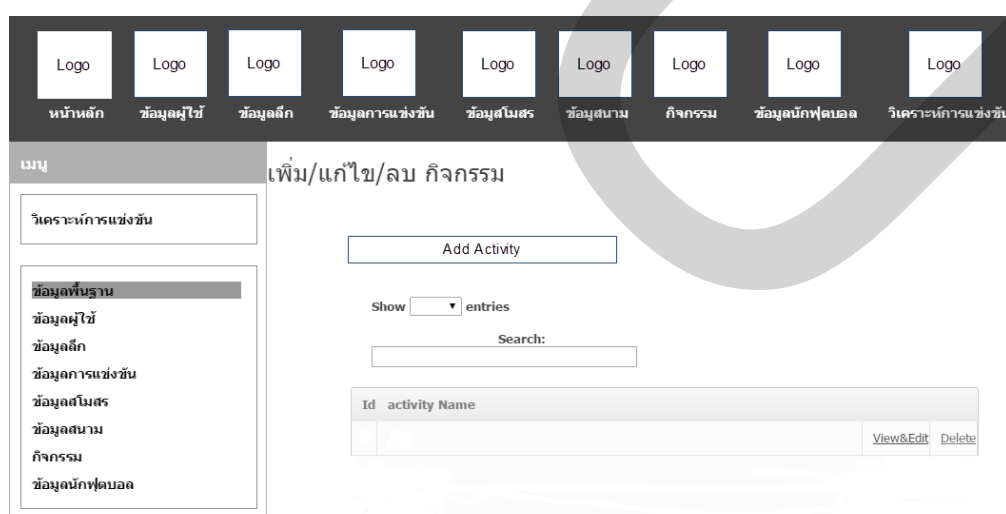 Logo Logo Logo Logo Logo Logo Logo Logo Logo
หน้าหลัก ข้อมูลผู้ใช้ ข้อมูลลีก ข้อมูลการแข่งขัน ข้อมูลสโมสร ข้อมูลสนาม กิจกรรม ข้อมูลนักฟุตบอล วิเคราะห์การแข่งขัน
เมนู
เพิ่ม/แก้ไข/ลบ กิจกรรม
วิเคราะห์การแข่งขัน
Add Activity
ข้อมูลพื้นฐาน
ข้อมูลผู้ใช้
ข้อมูลลีก
ข้อมูลการแข่งขัน
ข้อมูลสโมสร
ข้อมูลสนาม
กิจกรรม
ข้อมูลนักฟุตบอล
Show entries
Search:
Id activity Name
View&Edit Delete